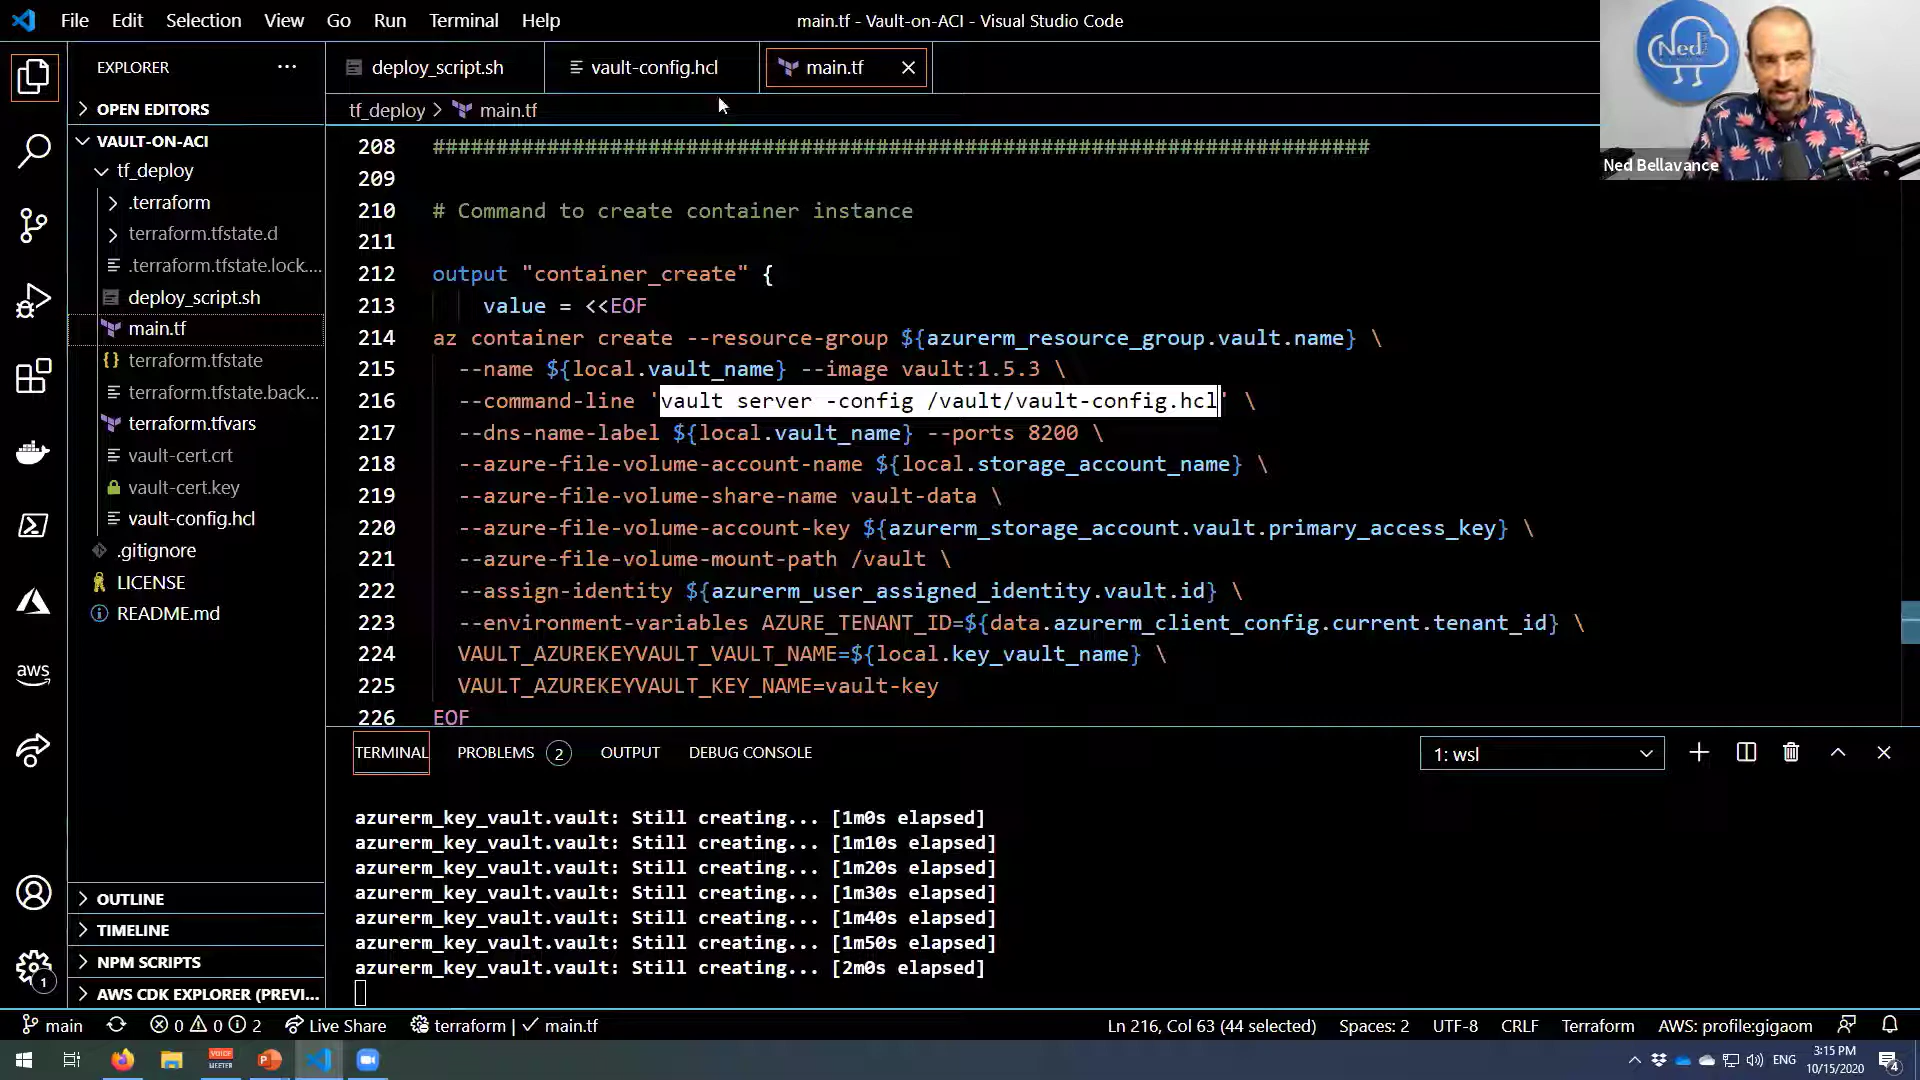 File Edit Selection View Go Run Terminal Help
main.tf - Vault-on-ACI - Visual Studio Code
Ned
Ned Bellavance
EXPLORER ···
OPEN EDITORS
VAULT-ON-ACI
tf_deploy
.terraform
terraform.tfstate.d
.terraform.tfstate.lock....
deploy_script.sh
main.tf
terraform.tfstate
terraform.tfstate.back...
terraform.tfvars
vault-cert.crt
vault-cert.key
vault-config.hcl
.gitignore
LICENSE
README.md
OUTLINE
TIMELINE
NPM SCRIPTS
AWS CDK EXPLORER (PREVI...
aws
1
deploy_script.sh vault-config.hcl main.tf
tf_deploy > main.tf
208 ##########################################################################
209
210 # Command to create container instance
211
212 output "container_create" {
213 value = <<EOF
214 az container create --resource-group ${azurerm_resource_group.vault.name} \
215 --name ${local.vault_name} --image vault:1.5.3 \
216 --command-line 'vault server -config /vault/vault-config.hcl' \
217 --dns-name-label ${local.vault_name} --ports 8200 \
218 --azure-file-volume-account-name ${local.storage_account_name} \
219 --azure-file-volume-share-name vault-data \
220 --azure-file-volume-account-key ${azurerm_storage_account.vault.primary_access_key} \
221 --azure-file-volume-mount-path /vault \
222 --assign-identity ${azurerm_user_assigned_identity.vault.id} \
223 --environment-variables AZURE_TENANT_ID=${data.azurerm_client_config.current.tenant_id} \
224 VAULT_AZUREKEYVAULT_VAULT_NAME=${local.key_vault_name} \
225 VAULT_AZUREKEYVAULT_KEY_NAME=vault-key
226 EOF
TERMINAL PROBLEMS 2 OUTPUT DEBUG CONSOLE 1: wsl
azurerm_key_vault.vault: Still creating... [1m0s elapsed]
azurerm_key_vault.vault: Still creating... [1m10s elapsed]
azurerm_key_vault.vault: Still creating... [1m20s elapsed]
azurerm_key_vault.vault: Still creating... [1m30s elapsed]
azurerm_key_vault.vault: Still creating... [1m40s elapsed]
azurerm_key_vault.vault: Still creating... [1m50s elapsed]
azurerm_key_vault.vault: Still creating... [2m0s elapsed]
main 0 0 2 Live Share terraform | main.tf Ln 216, Col 63 (44 selected) Spaces: 2 UTF-8 CRLF Terraform AWS: profile:gigaom
VOICE MEETER
ENG
3:15 PM
10/15/2020
4